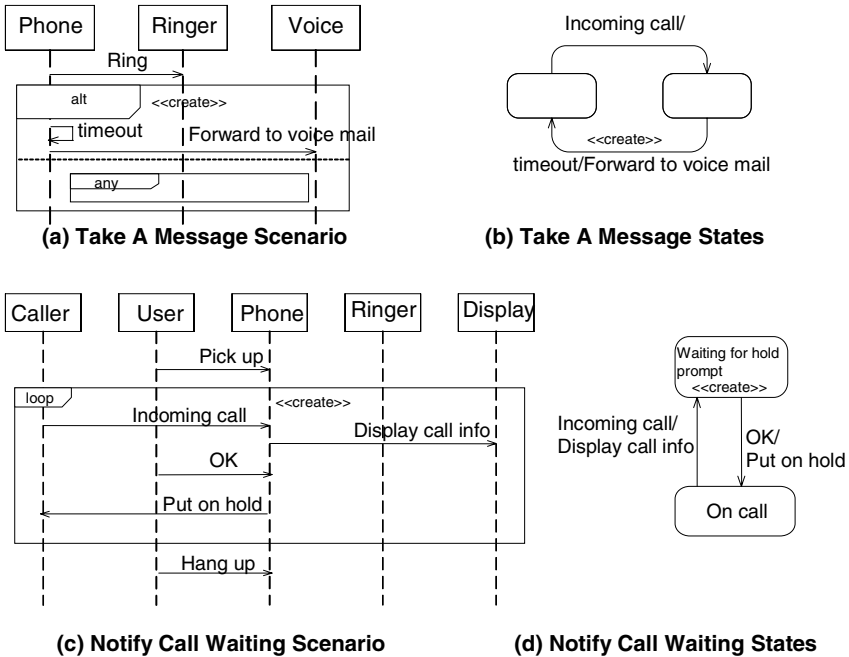 Phone Ringer Voice
Ring
alt <<create>>
timeout Forward to voice mail
any
(a) Take A Message Scenario
Incoming call/
<<create>>
timeout/Forward to voice mail
(b) Take A Message States
Caller User Phone Ringer Display
Pick up
loop <<create>>
Incoming call
Display call info
OK
Put on hold
Hang up
(c) Notify Call Waiting Scenario
Waiting for hold
prompt
<<create>>
Incoming call/
Display call info
OK/
Put on hold
On call
(d) Notify Call Waiting States